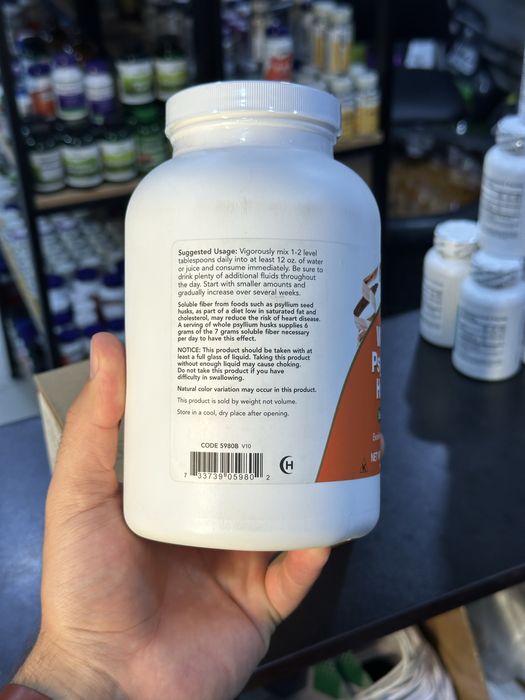 Suggested Usage: Vigorously mix 1-2 level
tablespoons daily into at least 12 oz. of water
or juice and consume immediately. Be sure to
drink plenty of additional fluids throughout
the day. Start with smaller amounts and
gradually increase over several weeks.
Soluble fiber from foods such as psyllium seed
husks, as part of a diet low in saturated fat and
cholesterol, may reduce the risk of heart disease.
A serving of whole psyllium husks supplies 6
grams of the 7 grams soluble fiber necessary
per day to have this effect.
NOTICE: This product should be taken with at
least a full glass of liquid. Taking this product
without enough liquid may cause choking.
Do not take this product if you have
difficulty in swallowing.
Natural color variation may occur in this product.
This product is sold by weight not volume.
Store in a cool, dry place after opening.
CODE 5980B V10
7 33739 05980 2
H
W
Ps
H
NET
K